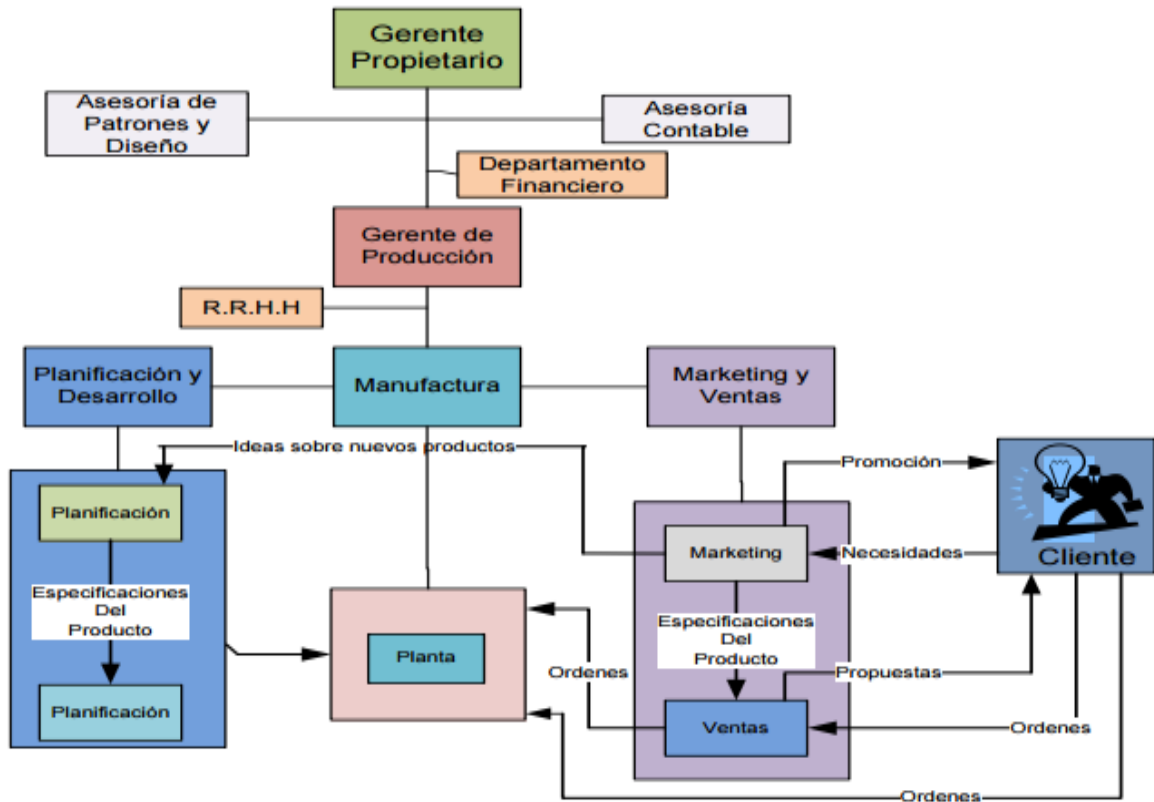 Gerente
Propietario
Asesoría de
Patrones y
Diseño
Asesoría
Contable
Departamento
Financiero
Gerente de
Producción
R.R.H.H
Planificación y
Desarrollo
Manufactura
Marketing y
Ventas
Ideas sobre nuevos productos
Promoción
Planificación
Marketing
Necesidades
Cliente
Especificaciones
Del
Producto
Especificaciones
Del
Producto
Planta
Ordenes
Propuestas
Planificación
Ventas
Ordenes
Ordenes